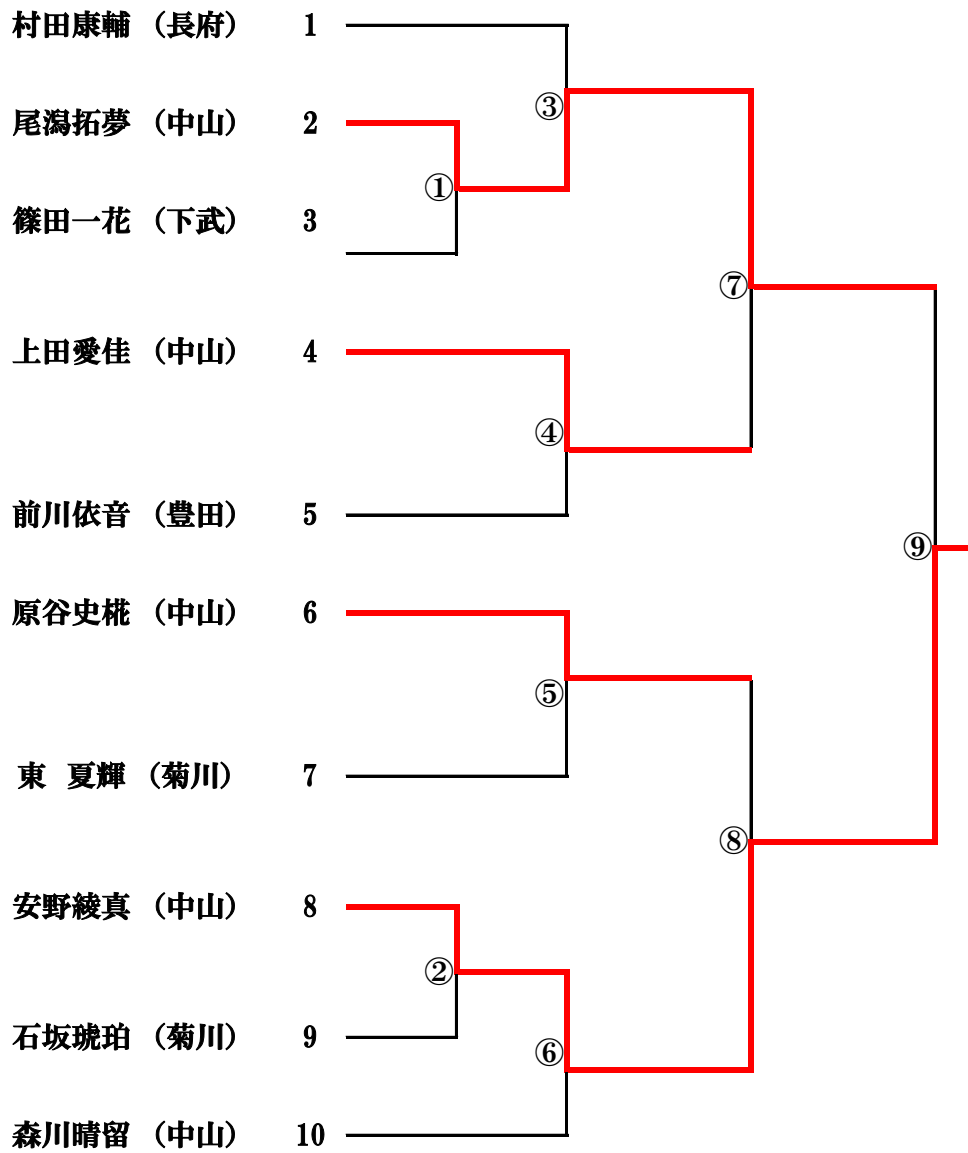 村田康輔 （長府） 1
③
尾潟拓夢 （中山） 2
①
篠田一花 （下武） 3
⑦
上田愛佳 （中山） 4
④
前川依音 （豊田） 5
⑨
原谷史椛 （中山） 6
⑤
東 夏輝 （菊川） 7
⑧
安野綾真 （中山） 8
②
石坂琥珀 （菊川） 9
⑥
森川晴留 （中山） 10